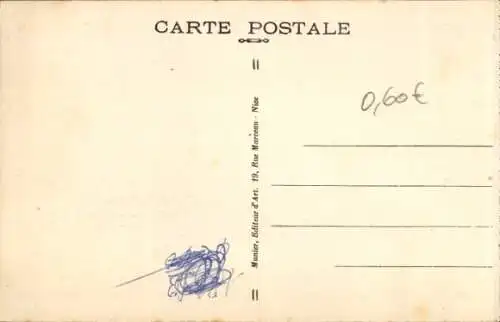 CARTE POSTALE
0,60€
Munier, Editeur d'Art. 19, Rue Marceau - Nice